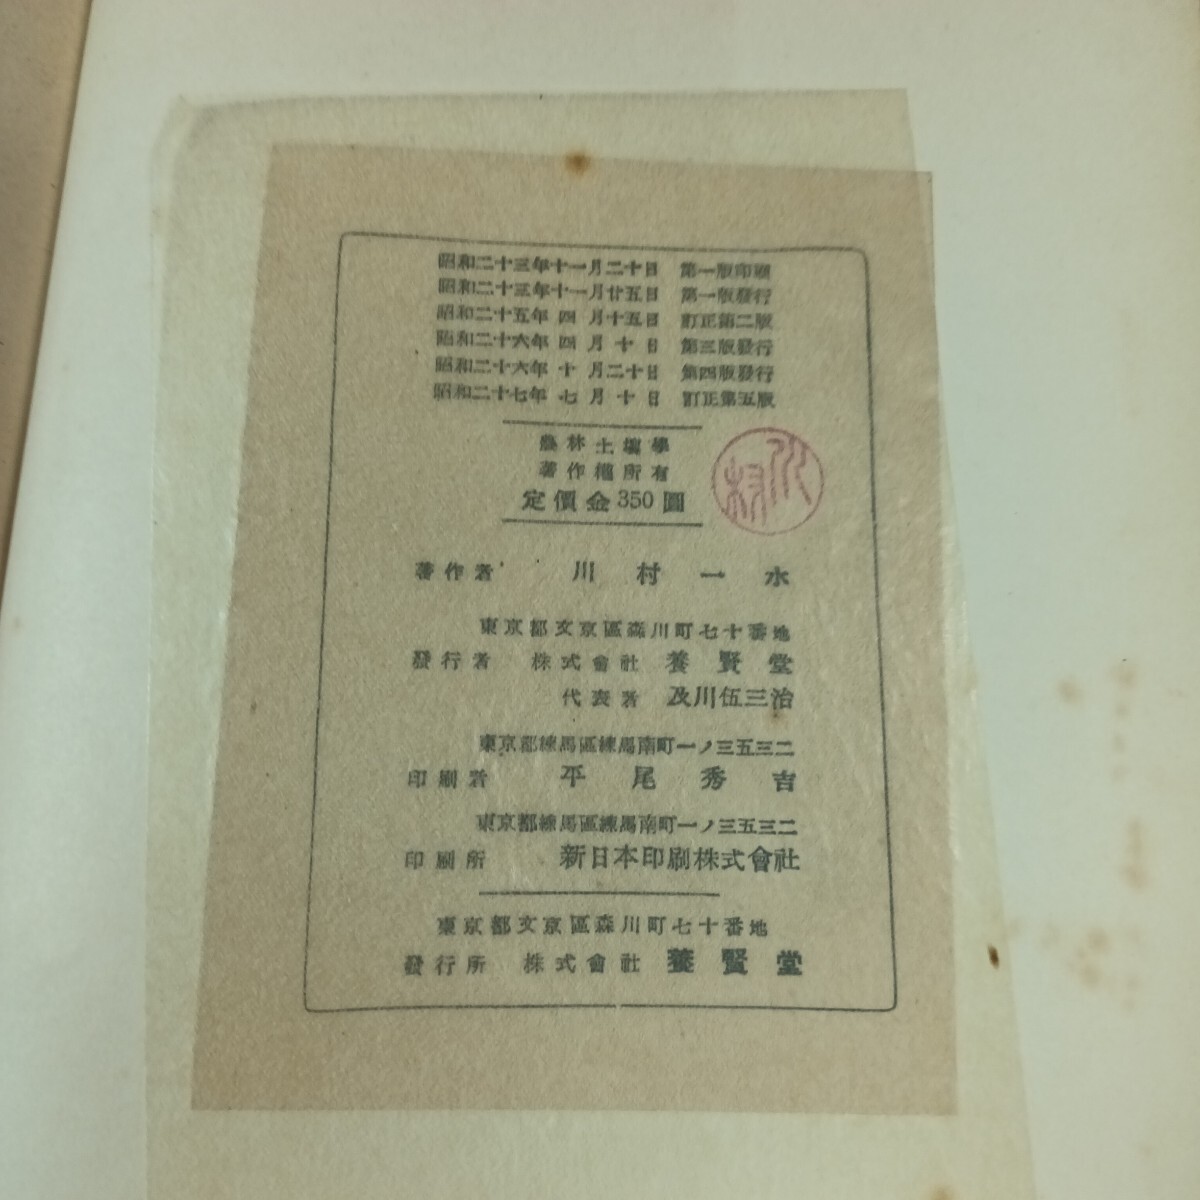 昭和二十三年十一月二十日 第一版印刷
昭和二十三年十一月廿五日 第一版發行
昭和二十五年四月十五日 訂正第二版
昭和二十六年四月十日 第三版發行
昭和二十六年十月二十日 第四版發行
昭和二十七年七月十日 訂正第五版
農林土壤學
著作權所有
定價金350圓
川村
著作者 川村一水
東京都文京區森川町七十番地
發行者 株式會社 養賢堂
代表者 及川伍三治
東京都練馬區練馬南町一ノ三五三二
印刷者 平尾秀吉
東京都練馬區練馬南町一ノ三五三二
印刷所 新日本印刷株式會社
東京都文京區森川町七十番地
發行所 株式會社 養賢堂